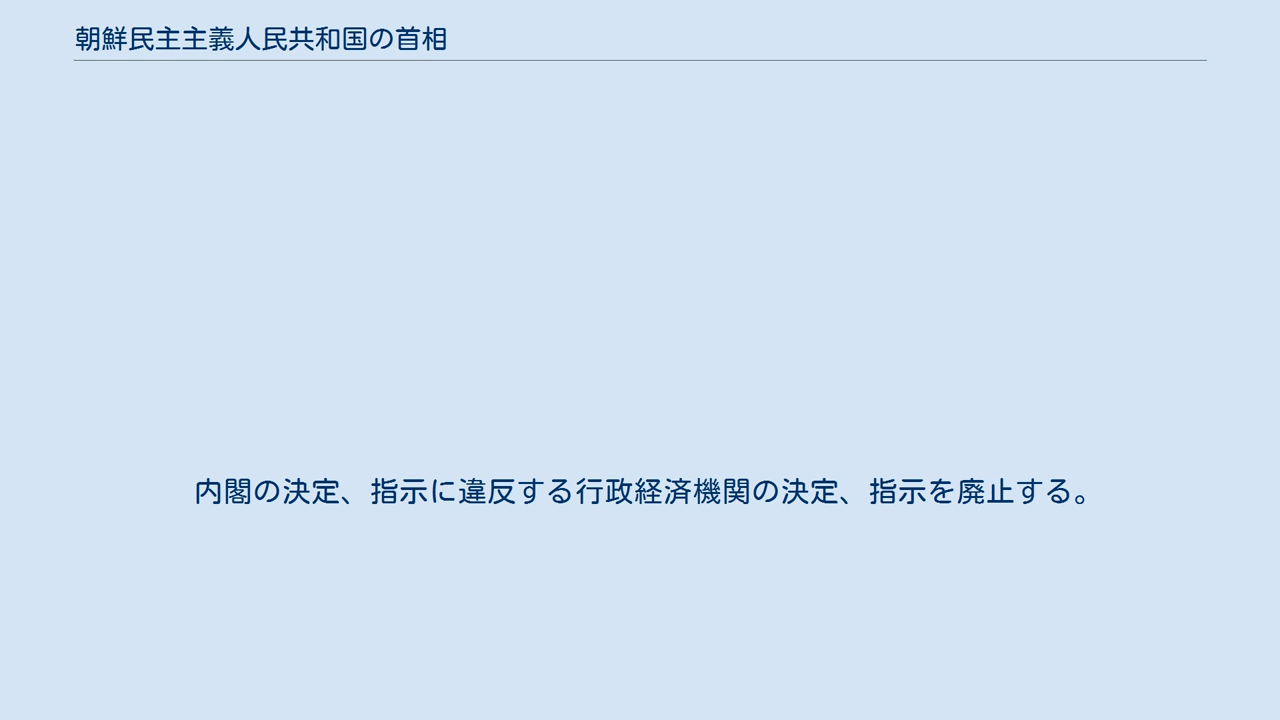 朝鮮民主主義人民共和国の首相
内閣の決定、指示に違反する行政経済機関の決定、指示を廃止する。